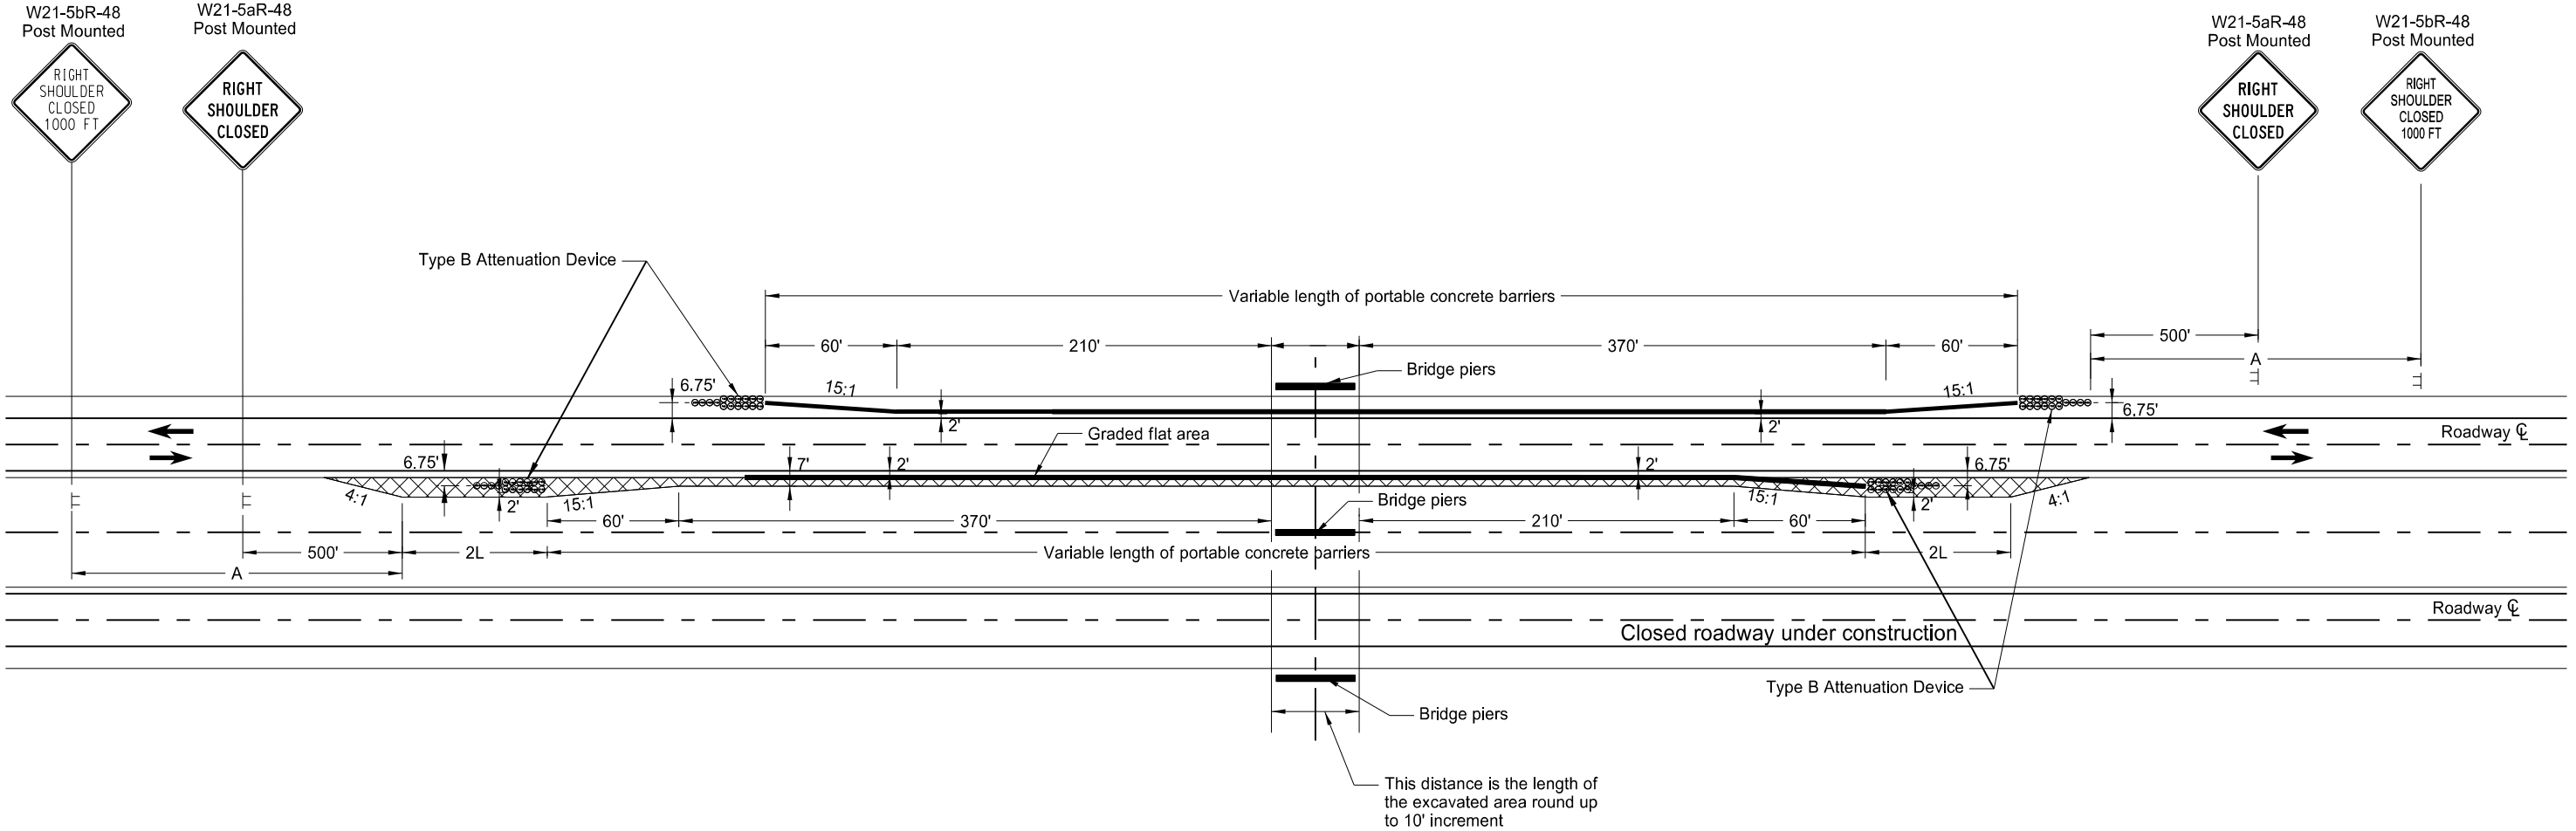 W21-5bR-48
Post Mounted
W21-5aR-48
Post Mounted
W21-5aR-48
Post Mounted
W21-5bR-48
Post Mounted
RIGHT
SHOULDER
CLOSED
1000 FT
RIGHT
SHOULDER
CLOSED
RIGHT
SHOULDER
CLOSED
RIGHT
SHOULDER
CLOSED
1000 FT
Type B Attenuation Device
Variable length of portable concrete barriers
60'
210'
370'
60'
500'
A
Bridge piers
6.75'
15:1
15:1
6.75'
2'
2'
Graded flat area
Roadway ℄
6.75'
7'
2'
2'
6.75'
4:1
2'
15:1
Bridge piers
15:1
2'
4:1
60'
370'
210'
60'
500'
2L
Variable length of portable concrete barriers
2L
A
Roadway ℄
Closed roadway under construction
Type B Attenuation Device
Bridge piers
This distance is the length of
the excavated area round up
to 10' increment